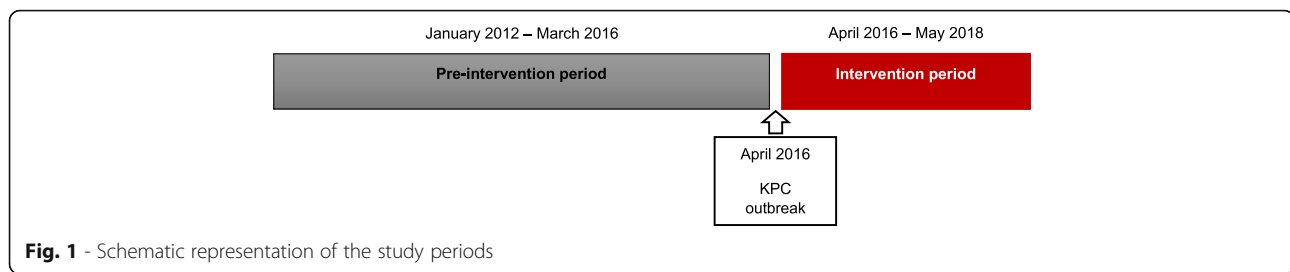 January 2012 – March 2016
April 2016 – May 2018
Pre-intervention period
Intervention period
April 2016
KPC
outbreak
Fig. 1 - Schematic representation of the study periods